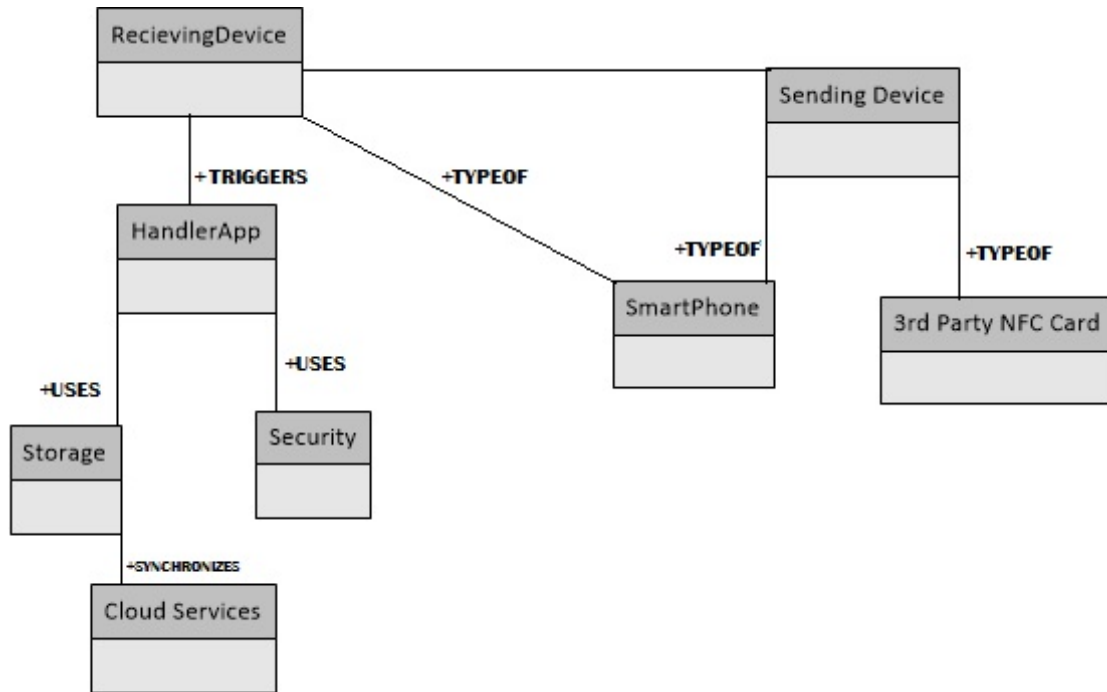 RecievingDevice
Sending Device
+TRIGGERS
+TYPEOF
HandlerApp
+TYPEOF
+TYPEOF
SmartPhone
3rd Party NFC Card
+USES
+USES
Storage
Security
+SYNCHRONIZES
Cloud Services